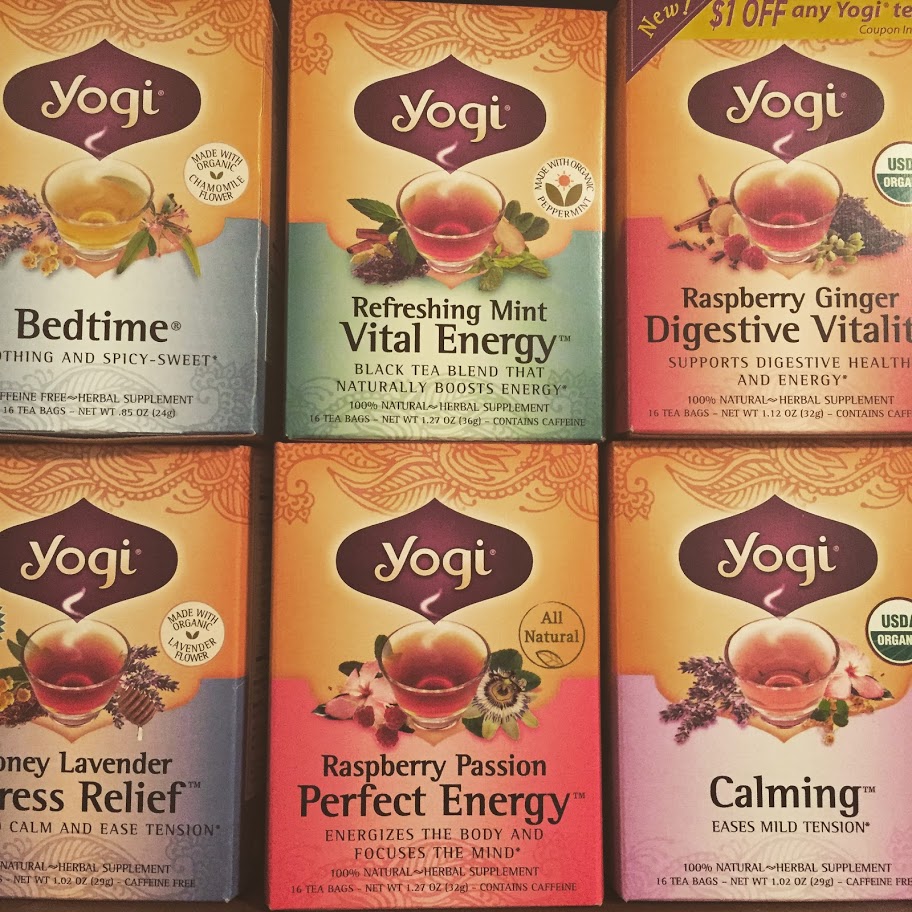 Yogi®
MADE WITH
ORGANIC
CHAMOMILE
FLOWER
Bedtime®
OTHING AND SPICY-SWEET*
FFEINE FREE~HERBAL SUPPLEMENT
16 TEA BAGS – NET WT .85 OZ (24g)
Yogi®
MADE WITH ORGANIC
PEPPERMINT
Refreshing Mint
Vital Energy™
BLACK TEA BLEND THAT
NATURALLY BOOSTS ENERGY*
100% NATURAL~HERBAL SUPPLEMENT
16 TEA BAGS – NET WT 1.27 OZ (36g) – CONTAINS CAFFEINE
New!
$1 OFF any Yogi® te
Coupon In
Yogi®
USD
ORGA
Raspberry Ginger
Digestive Vitalit
SUPPORTS DIGESTIVE HEALTH
AND ENERGY*
100% NATURAL~HERBAL SUPPLEMENT
16 TEA BAGS – NET WT 1.12 OZ (32g) – CONTAINS CAFFE
Yogi®
MADE WITH
ORGANIC
LAVENDER
FLOWER
oney Lavender
ress Relief™
O CALM AND EASE TENSION*
NATURAL~HERBAL SUPPLEMENT
S – NET WT 1.02 OZ (29g) – CAFFEINE FREE
Yogi®
All
Natural
Raspberry Passion
Perfect Energy™
ENERGIZES THE BODY AND
FOCUSES THE MIND*
100% NATURAL~HERBAL SUPPLEMENT
16 TEA BAGS – NET WT 1.27 OZ (32g) – CONTAINS CAFFEINE
Yogi®
USDA
ORGANI
Calming™
EASES MILD TENSION*
100% NATURAL~HERBAL SUPPLEMENT
16 TEA BAGS – NET WT 1.02 OZ (29g) – CAFFEINE FRE